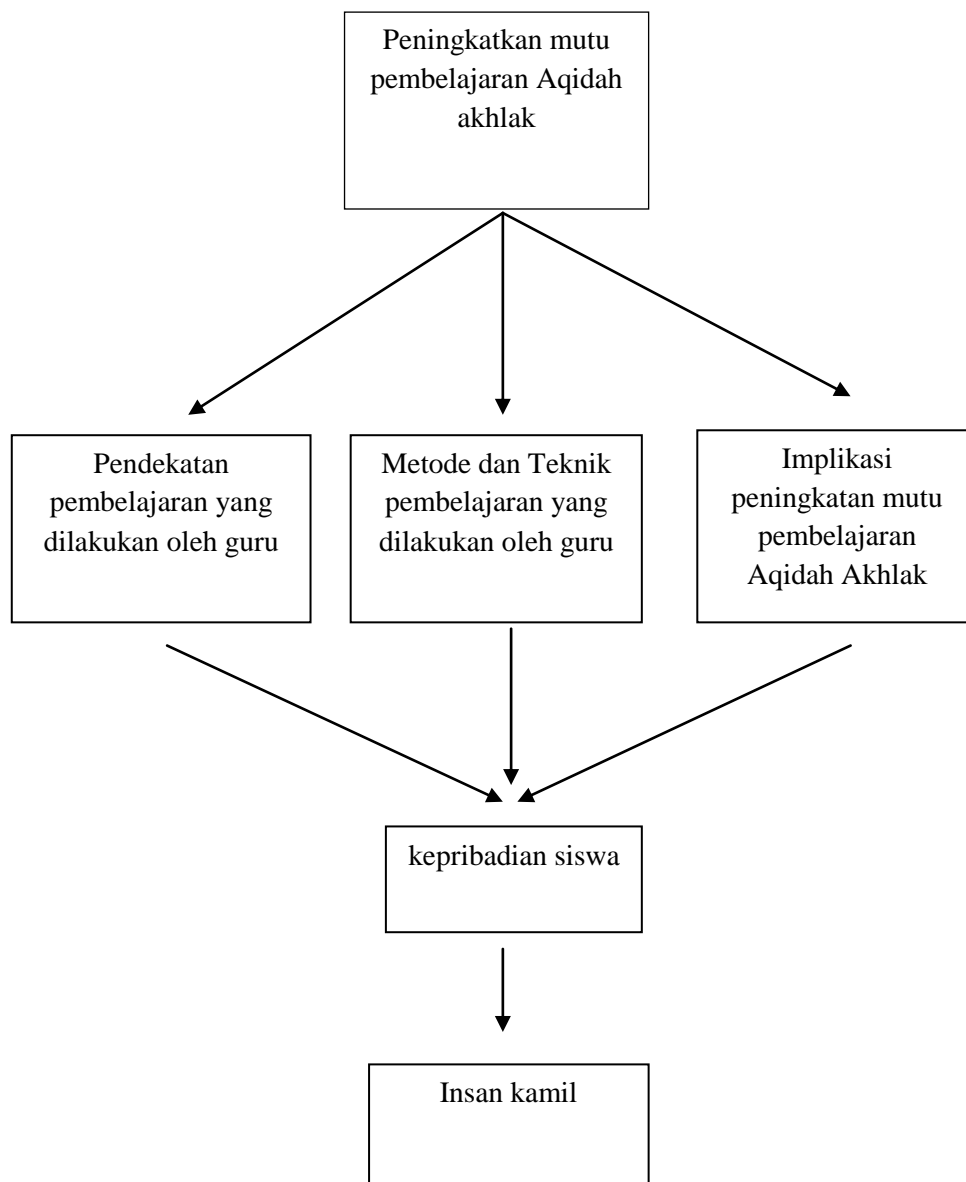 Peningkatkan mutu
pembelajaran Aqidah
akhlak
Pendekatan
pembelajaran yang
dilakukan oleh guru
Metode dan Teknik
pembelajaran yang
dilakukan oleh guru
Implikasi
peningkatan mutu
pembelajaran
Aqidah Akhlak
kepribadian siswa
Insan kamil